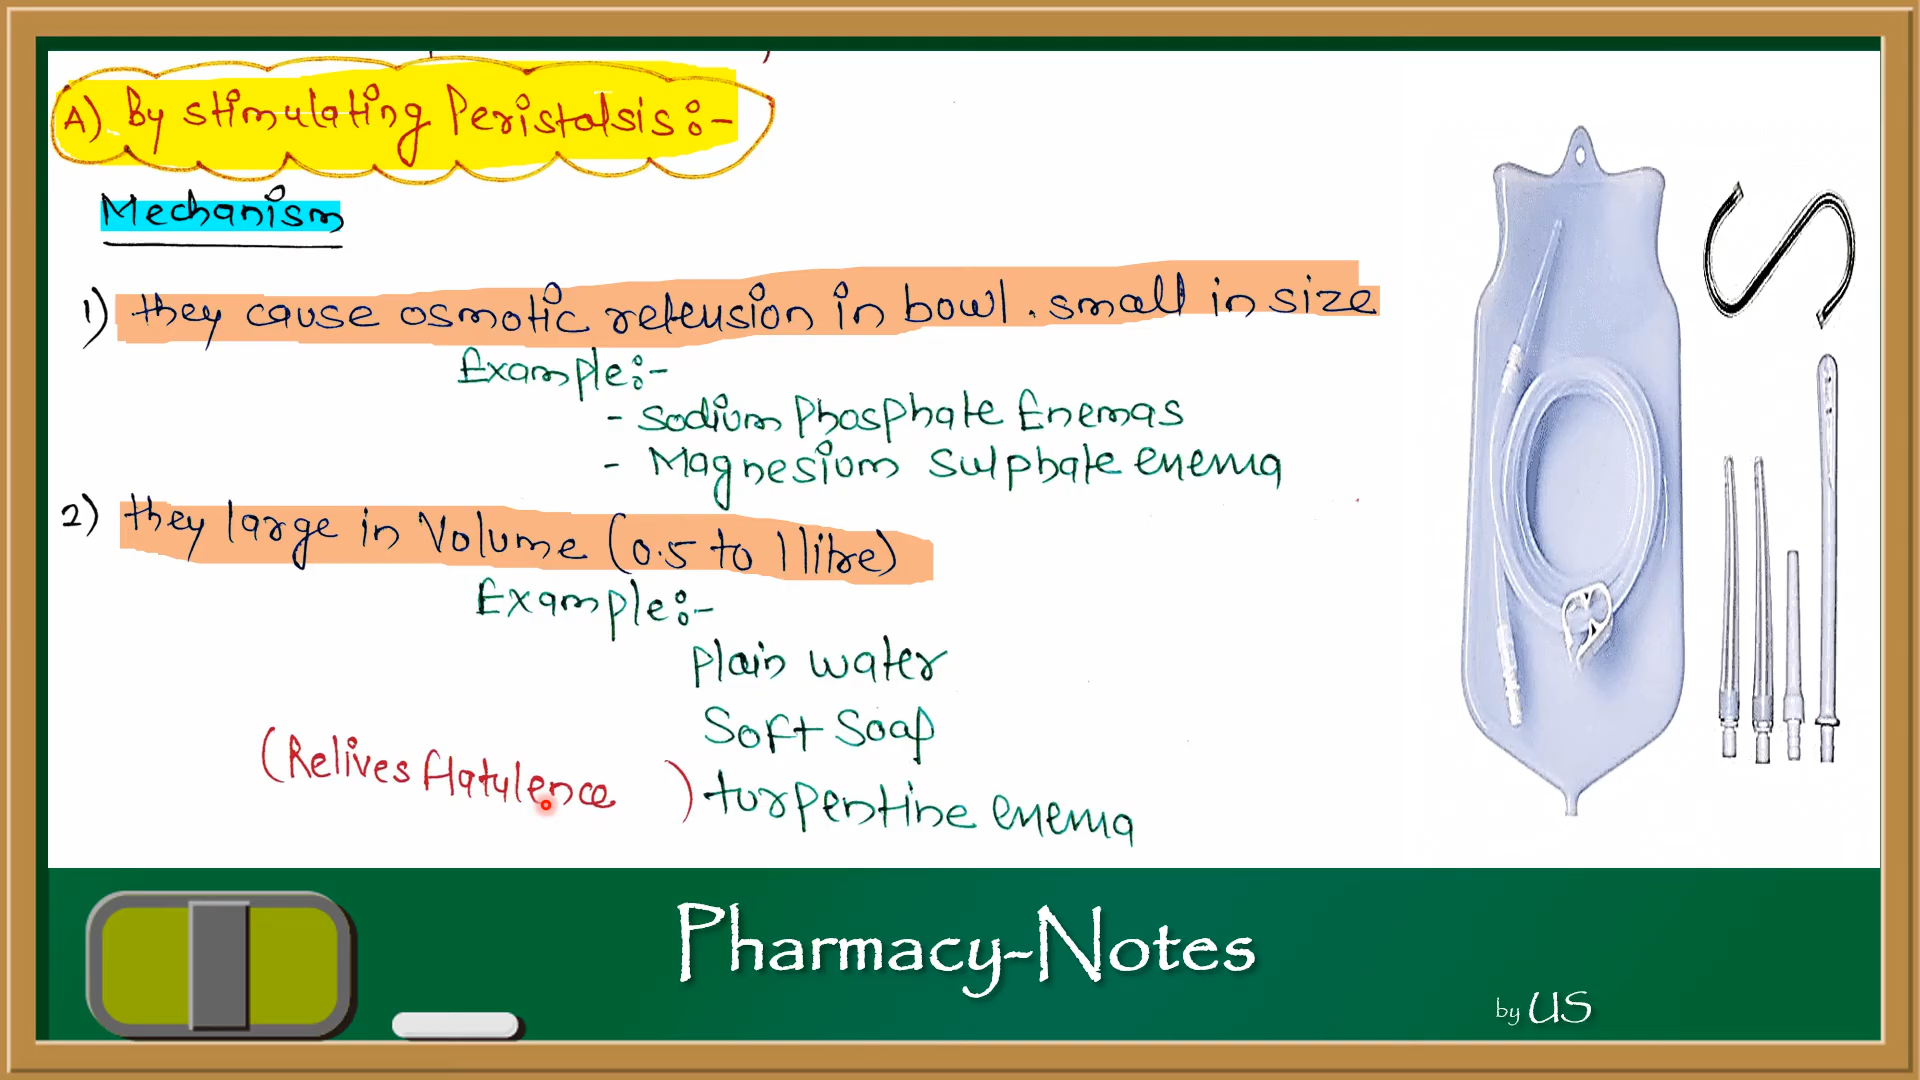 A) By stimulating Peristalsis:-
Mechanism
1) they cause osmotic retension in bowl. small in size
Example:-
- Sodium Phosphate Enemas
- Magnesium Sulphate enema
2) they large in Volume (0.5 to 1 litre)
Example:-
Plain water
Soft Soap
(Relives flatulence ) turpentine enema
Pharmacy-Notes
by US